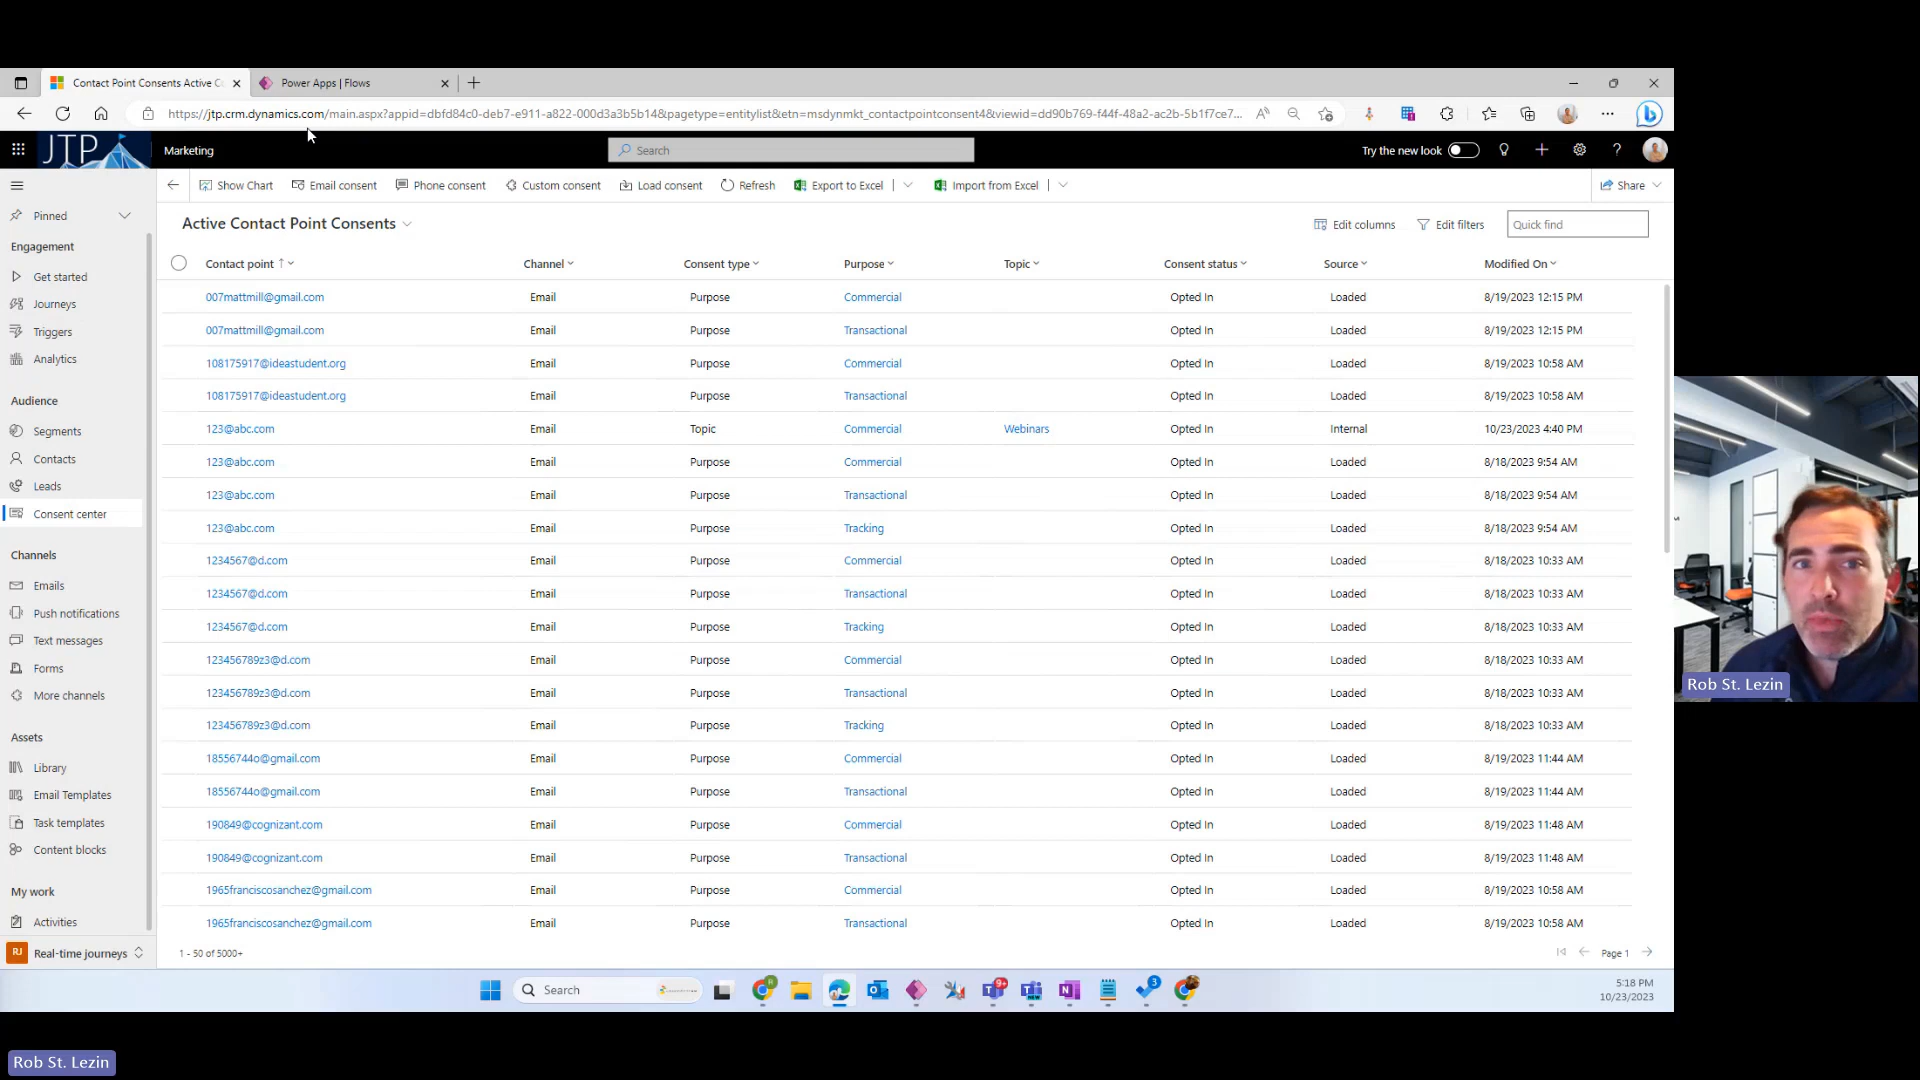 Contact Point Consents Active Co
Power Apps | Flows
https://jtp.crm.dynamics.com/main.aspx?appid=dbfd84c0-deb7-e911-a822-000d3a3b5b14&pagetype=entitylist&etn=msdynmkt_contactpointconsent4&viewid=dd90b769-f44f-48a2-ac2b-5b1f7ce7...
JTP
Marketing
Search
Try the new look
Show Chart
Email consent
Phone consent
Custom consent
Load consent
Refresh
Export to Excel
Import from Excel
Share
Pinned
Engagement
Get started
Journeys
Triggers
Analytics
Audience
Segments
Contacts
Leads
Consent center
Channels
Emails
Push notifications
Text messages
Forms
More channels
Assets
Library
Email Templates
Task templates
Content blocks
My work
Activities
RJ Real-time journeys
Active Contact Point Consents
Edit columns
Edit filters
Quick find
Contact point Channel Consent type Purpose Topic Consent status Source Modified On
007mattmill@gmail.com Email Purpose Commercial Opted In Loaded 8/19/2023 12:15 PM
007mattmill@gmail.com Email Purpose Transactional Opted In Loaded 8/19/2023 12:15 PM
108175917@ideastudent.org Email Purpose Commercial Opted In Loaded 8/19/2023 10:58 AM
108175917@ideastudent.org Email Purpose Transactional Opted In Loaded 8/19/2023 10:58 AM
123@abc.com Email Topic Commercial Webinars Opted In Internal 10/23/2023 4:40 PM
123@abc.com Email Purpose Commercial Opted In Loaded 8/18/2023 9:54 AM
123@abc.com Email Purpose Transactional Opted In Loaded 8/18/2023 9:54 AM
123@abc.com Email Purpose Tracking Opted In Loaded 8/18/2023 9:54 AM
1234567@d.com Email Purpose Commercial Opted In Loaded 8/18/2023 10:33 AM
1234567@d.com Email Purpose Transactional Opted In Loaded 8/18/2023 10:33 AM
1234567@d.com Email Purpose Tracking Opted In Loaded 8/18/2023 10:33 AM
123456789z3@d.com Email Purpose Commercial Opted In Loaded 8/18/2023 10:33 AM
123456789z3@d.com Email Purpose Transactional Opted In Loaded 8/18/2023 10:33 AM
123456789z3@d.com Email Purpose Tracking Opted In Loaded 8/18/2023 10:33 AM
18556744o@gmail.com Email Purpose Commercial Opted In Loaded 8/19/2023 11:44 AM
18556744o@gmail.com Email Purpose Transactional Opted In Loaded 8/19/2023 11:44 AM
190849@cognizant.com Email Purpose Commercial Opted In Loaded 8/19/2023 11:48 AM
190849@cognizant.com Email Purpose Transactional Opted In Loaded 8/19/2023 11:48 AM
1965franciscosanchez@gmail.com Email Purpose Commercial Opted In Loaded 8/19/2023 10:58 AM
1965franciscosanchez@gmail.com Email Purpose Transactional Opted In Loaded 8/19/2023 10:58 AM
1 - 50 of 5000+
Page 1
Search
5:18 PM
10/23/2023
Rob St. Lezin
Rob St. Lezin